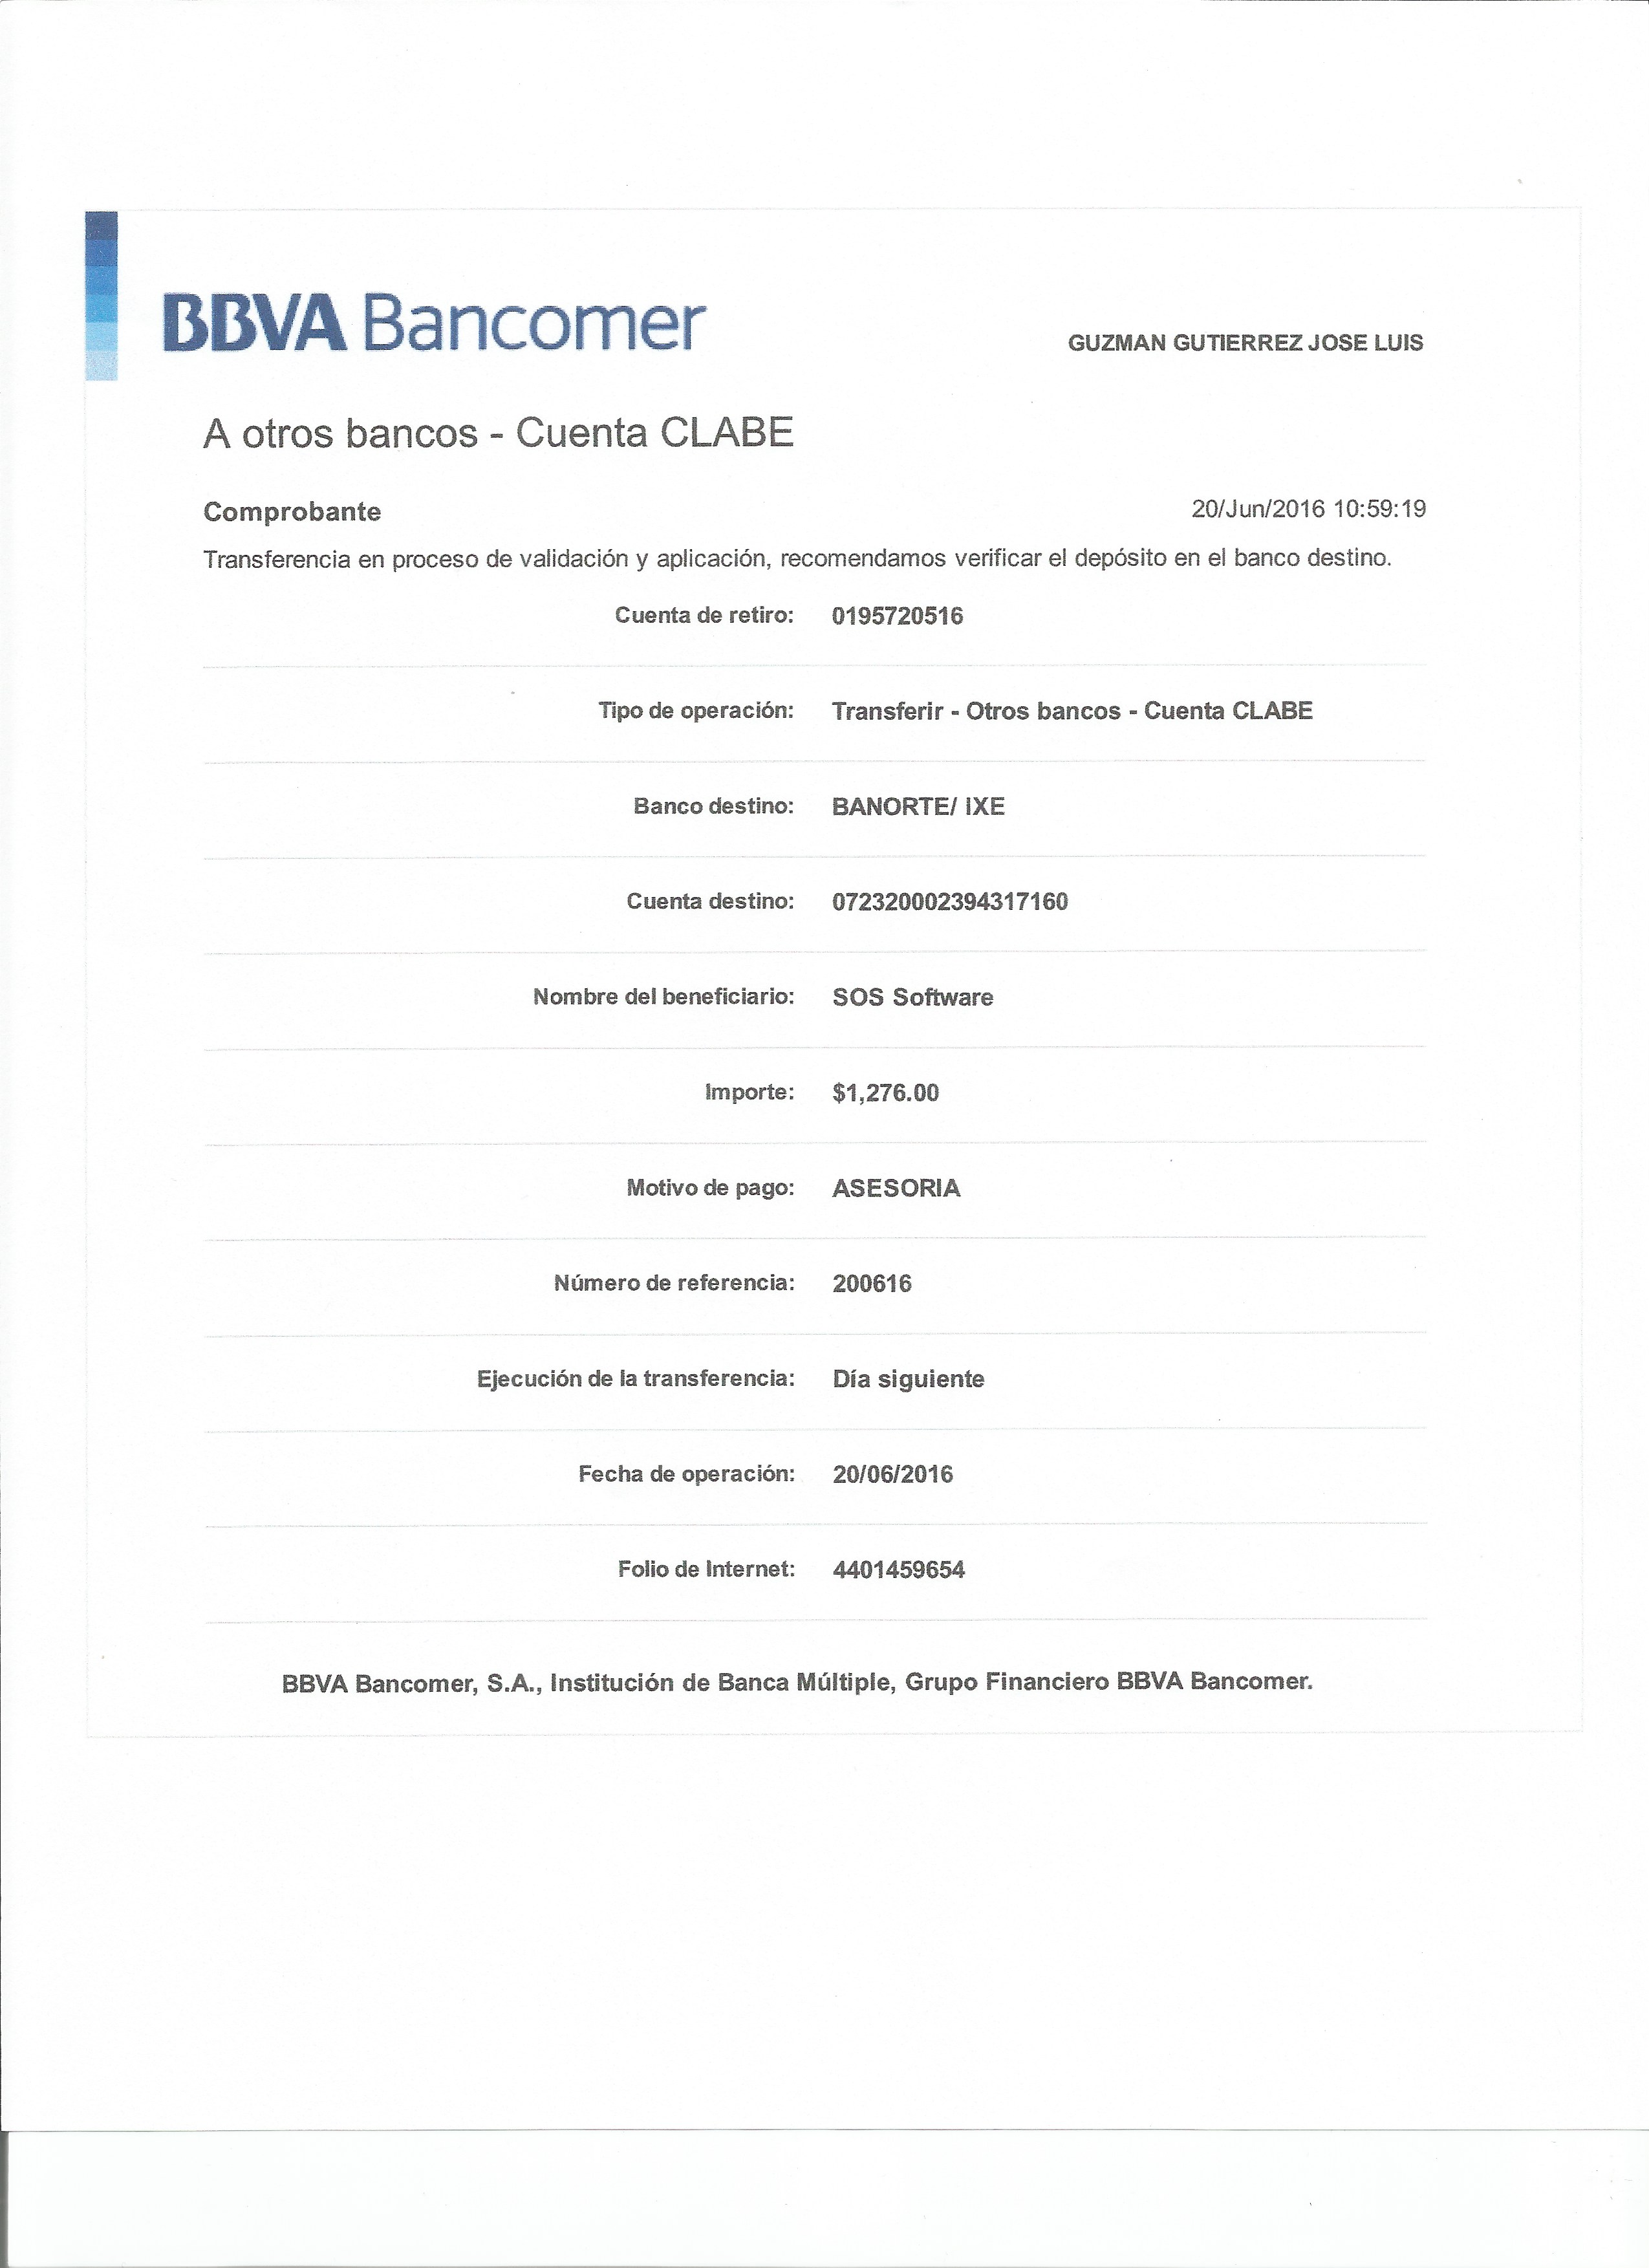 BBVA Bancomer
GUZMAN GUTIERREZ JOSE LUIS
A otros bancos - Cuenta CLABE
Comprobante
20/Jun/2016 10:59:19
Transferencia en proceso de validación y aplicación, recomendamos verificar el depósito en el banco destino.
Cuenta de retiro: 0195720516
Tipo de operación: Transferir - Otros bancos - Cuenta CLABE
Banco destino: BANORTE/ IXE
Cuenta destino: 072320002394317160
Nombre del beneficiario: SOS Software
Importe: $1,276.00
Motivo de pago: ASESORIA
Número de referencia: 200616
Ejecución de la transferencia: Día siguiente
Fecha de operación: 20/06/2016
Folio de Internet: 4401459654
BBVA Bancomer, S.A., Institución de Banca Múltiple, Grupo Financiero BBVA Bancomer.